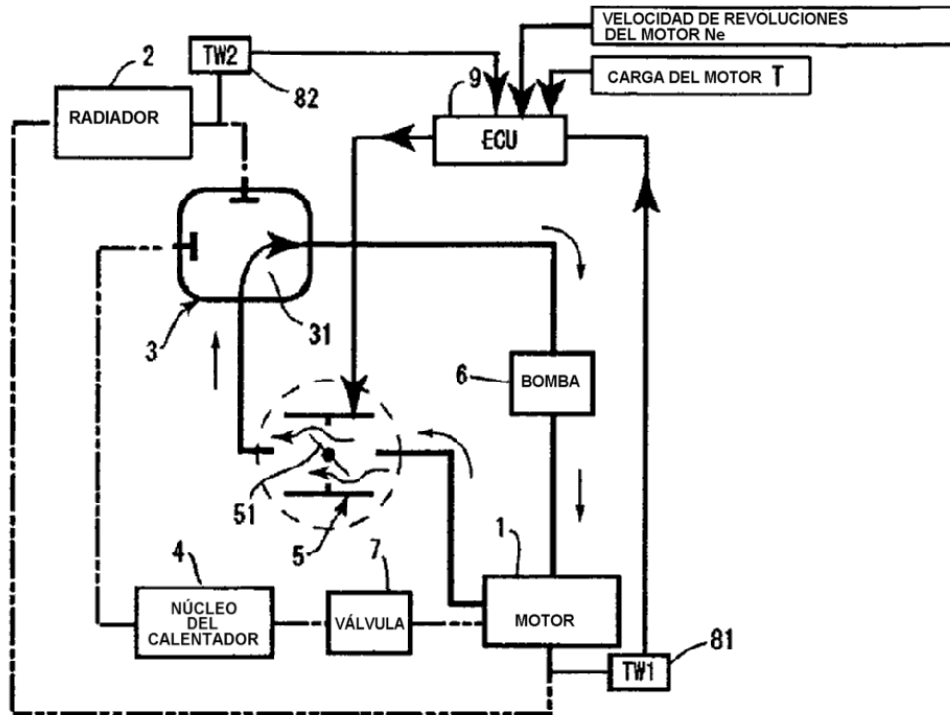 VELOCIDAD DE REVOLUCIONES
DEL MOTOR Ne
2
TW2
82
9
CARGA DEL MOTOR T
RADIADOR
ECU
3
31
6
BOMBA
51
5
4
7
1
NÚCLEO
DEL
CALENTADOR
VÁLVULA
MOTOR
81
TW1